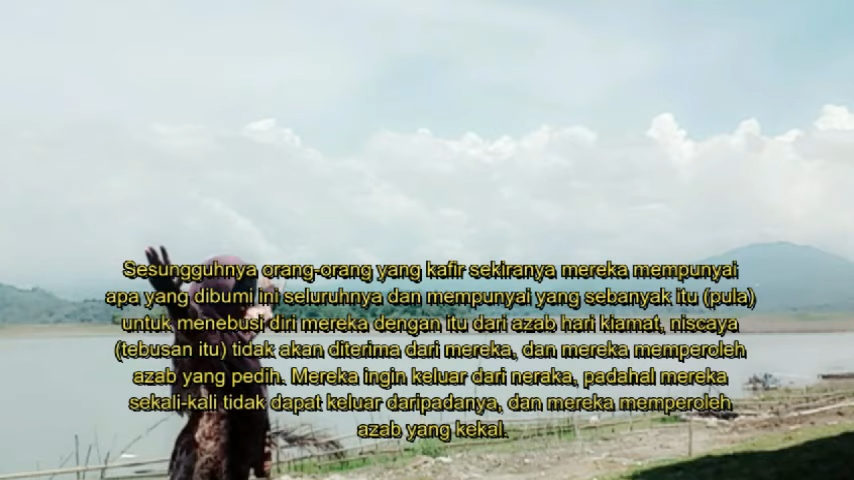 Sesungguhnya orang-orang yang kafir sekiranya mereka mempunyai
apa yang dibumi ini seluruhnya dan mempunyai yang sebanyak itu (pula)
untuk menebusi diri mereka dengan itu dari azab hari kiamat, niscaya
(tebusan itu) tidak akan diterima dari mereka, dan mereka memperoleh
azab yang pedih. Mereka ingin keluar dari neraka, padahal mereka
sekali-kali tidak dapat keluar daripadanya, dan mereka memperoleh
azab yang kekal.